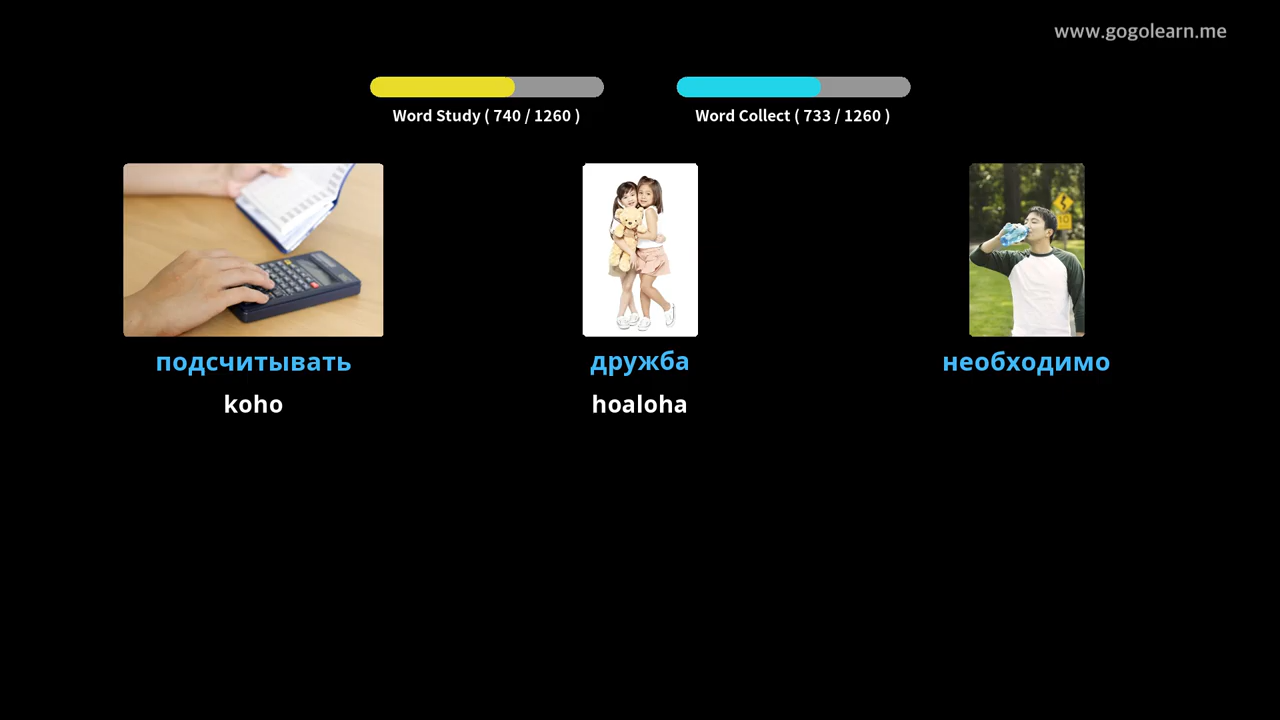 www.gogolearn.me
Word Study ( 740 / 1260 )
Word Collect ( 733 / 1260 )
подсчитывать
дружба
необходимо
koho
hoaloha